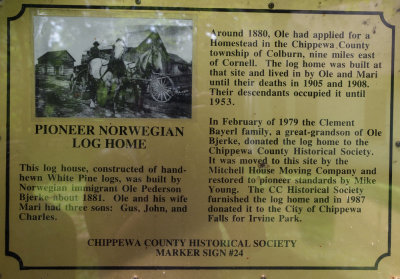 PIONEER NORWEGIAN
LOG HOME
This log house, constructed of hand-
hewn White Pine logs, was built by
Norwegian immigrant Ole Pederson
Bjerke about 1881. Ole and his wife
Mari had three sons: Gus, John, and
Charles.
Around 1880, Ole had applied for a
Homestead in the Chippewa County
township of Colburn, nine miles east
of Cornell. The log home was built at
that site and lived in by Ole and Mari
until their deaths in 1905 and 1908.
Their descendants occupied it until
1953.
In February of 1979 the Clement
Bayerl family, a great-grandson of Ole
Bjerke, donated the log home to the
Chippewa County Historical Society.
It was moved to this site by the
Mitchell House Moving Company and
restored to pioneer standards by Mike
Young. The CC Historical Society
furnished the log home and in 1987
donated it to the City of Chippewa
Falls for Irvine Park.
CHIPPEWA COUNTY HISTORICAL SOCIETY
MARKER SIGN #24